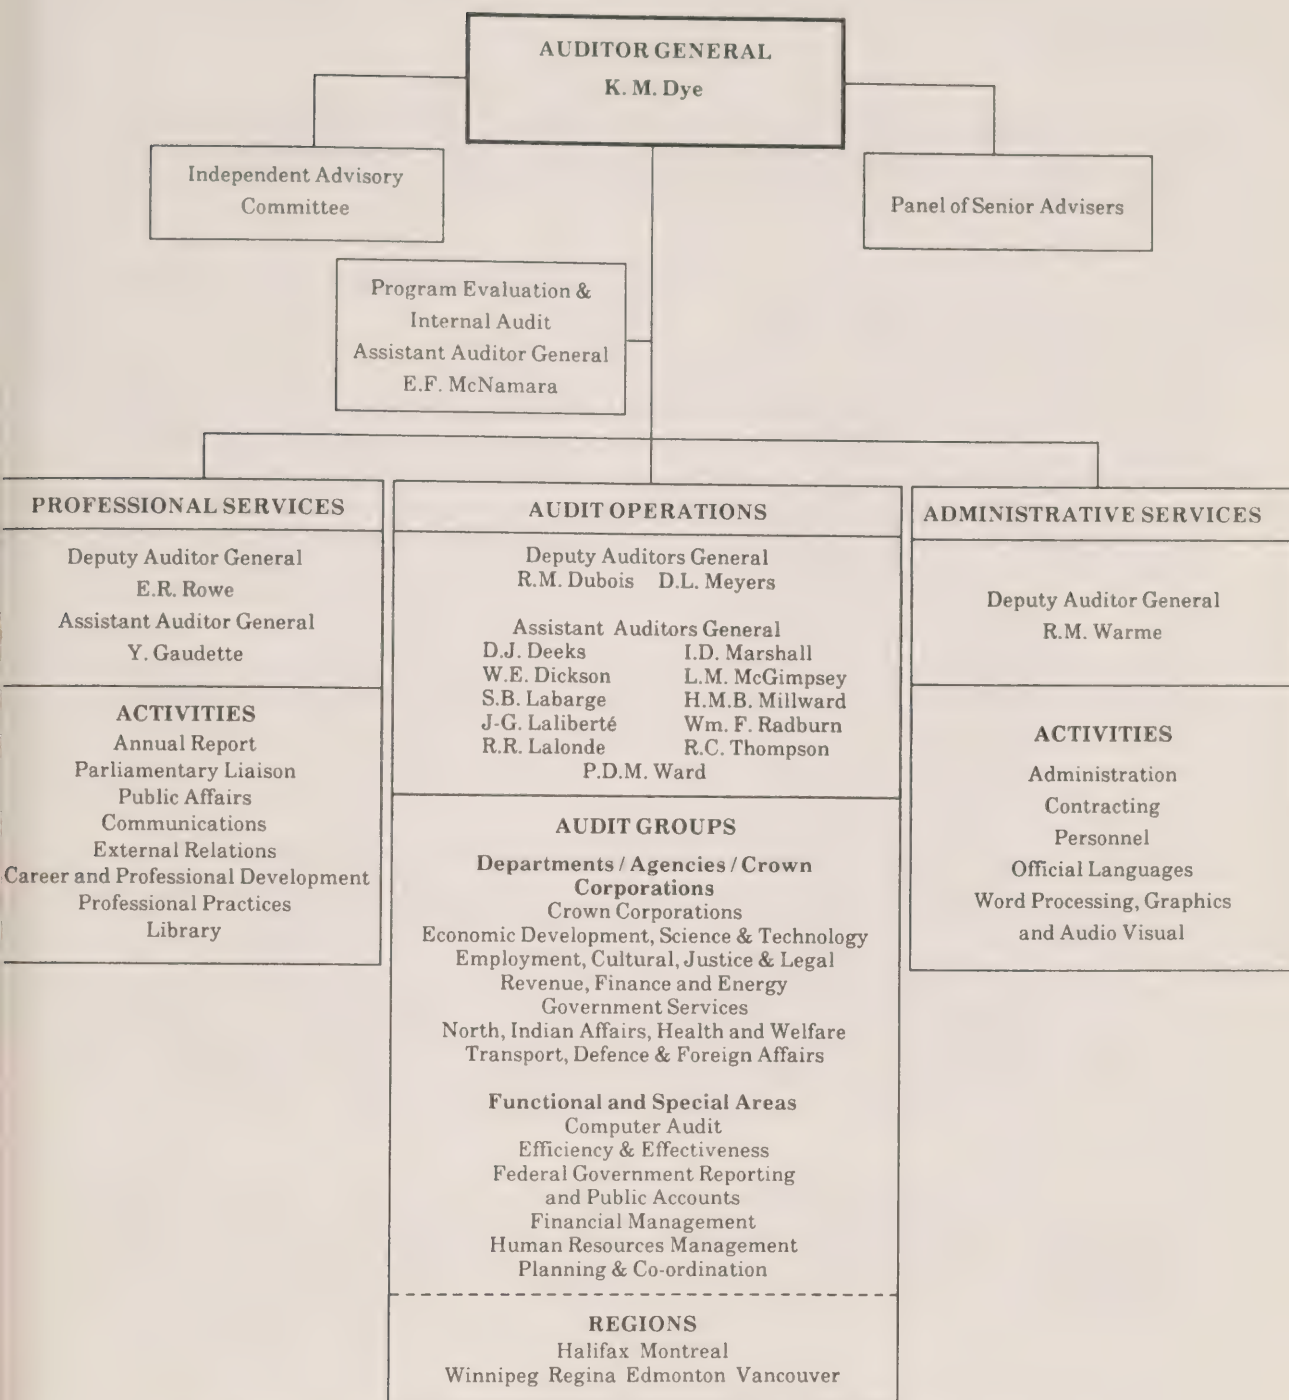 AUDITOR GENERAL
K. M. Dye
Independent Advisory
Committee
Panel of Senior Advisers
Program Evaluation &
Internal Audit
Assistant Auditor General
E.F. McNamara
PROFESSIONAL SERVICES
Deputy Auditor General
E.R. Rowe
Assistant Auditor General
Y. Gaudette
ACTIVITIES
Annual Report
Parliamentary Liaison
Public Affairs
Communications
External Relations
Career and Professional Development
Professional Practices
Library
AUDIT OPERATIONS
Deputy Auditors General
R.M. Dubois D.L. Meyers
Assistant Auditors General
D.J. Deeks I.D. Marshall
W.E. Dickson L.M. McGimpsey
S.B. Labarge H.M.B. Millward
J-G. Laliberté Wm. F. Radburn
R.R. Lalonde R.C. Thompson
P.D.M. Ward
AUDIT GROUPS
Departments / Agencies / Crown
Corporations
Crown Corporations
Economic Development, Science & Technology
Employment, Cultural, Justice & Legal
Revenue, Finance and Energy
Government Services
North, Indian Affairs, Health and Welfare
Transport, Defence & Foreign Affairs
Functional and Special Areas
Computer Audit
Efficiency & Effectiveness
Federal Government Reporting
and Public Accounts
Financial Management
Human Resources Management
Planning & Co-ordination
REGIONS
Halifax Montreal
Winnipeg Regina Edmonton Vancouver
ADMINISTRATIVE SERVICES
Deputy Auditor General
R.M. Warme
ACTIVITIES
Administration
Contracting
Personnel
Official Languages
Word Processing, Graphics
and Audio Visual